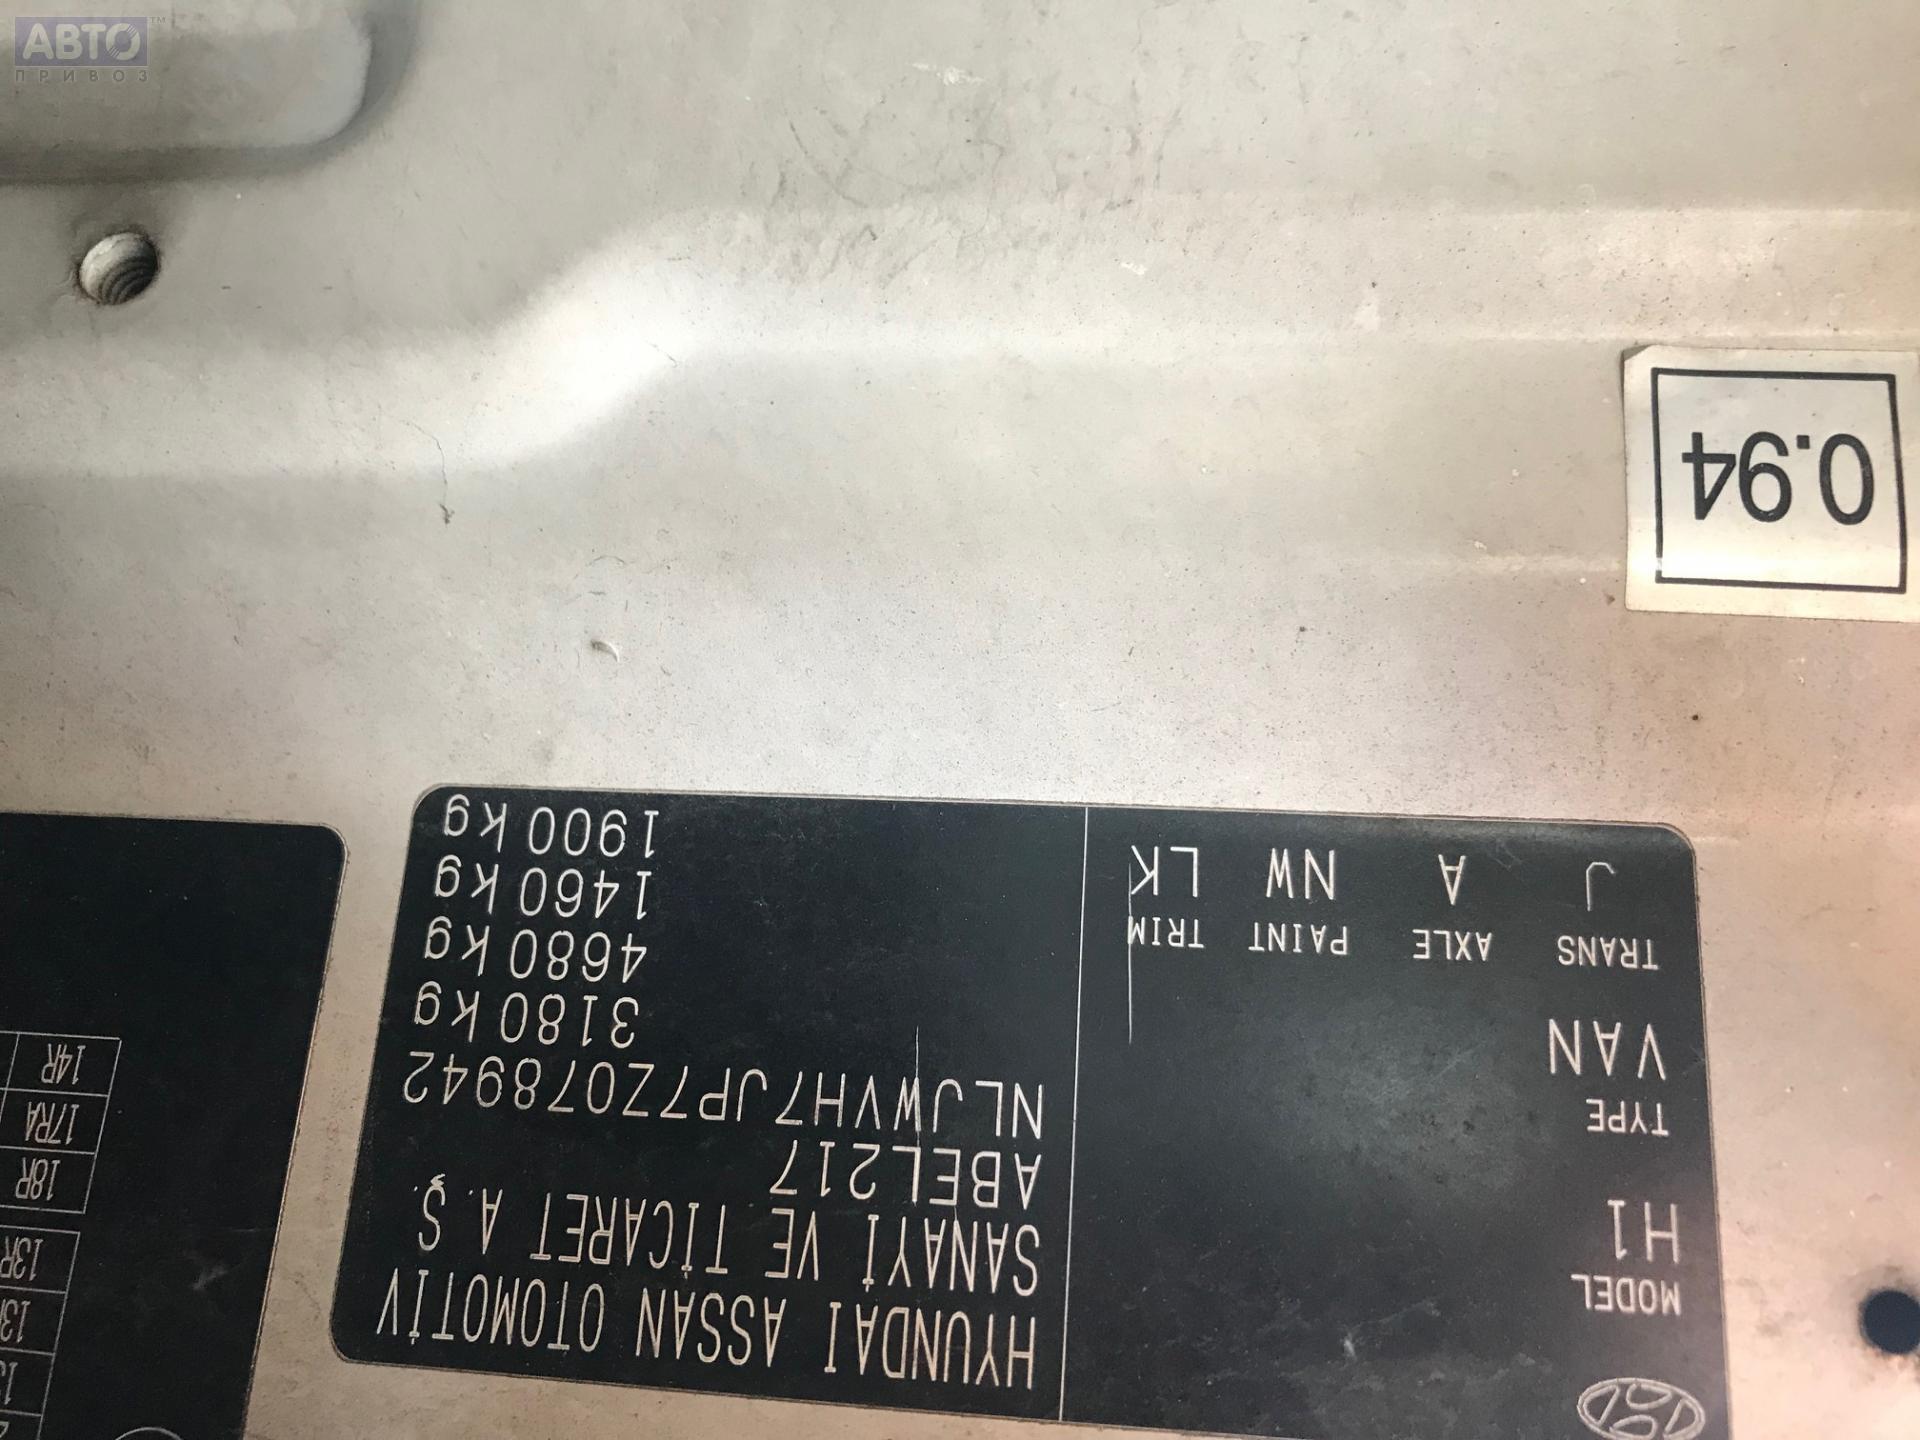 АВТО™
ПРИВОЗ
0.94
HYUNDAI ASSAN OTOMOTİV
SANAYİ VE TİCARET A.Ş.
ABEL217
NLJWVH7JP7Z078942
3180 kg
4680 kg
1460 kg
1900 kg
MODEL
H1
TYPE
VAN
TRANS AXLE PAINT TRIM
J A NW LK
13R
18R
17RA
14R